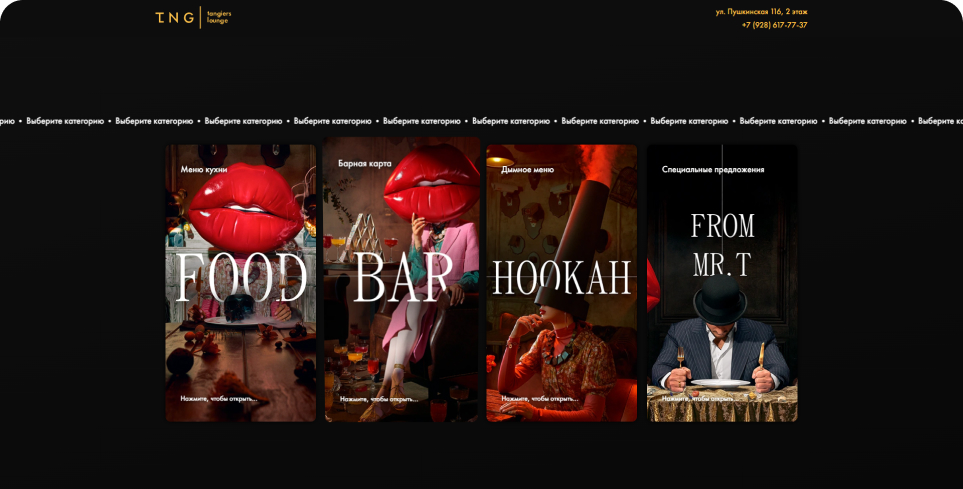 TNG
tangiers
lounge
ул. Пушкинская 116, 2 этаж
+7 (928) 617-77-37
рию • Выберите категорию • Выберите категорию • Выберите категорию • Выберите категорию • Выберите категорию • Выберите категорию • Выберите категорию • Выберите категорию • Выберите категорию • Выберите ка
Меню кухни
FOOD
Нажмите, чтобы открыть...
Барная карта
BAR
Нажмите, чтобы открыть...
Дымное меню
HOOKAH
Нажмите, чтобы открыть...
Специальные предложения
FROM
MR.T
Нажмите, чтобы открыть...